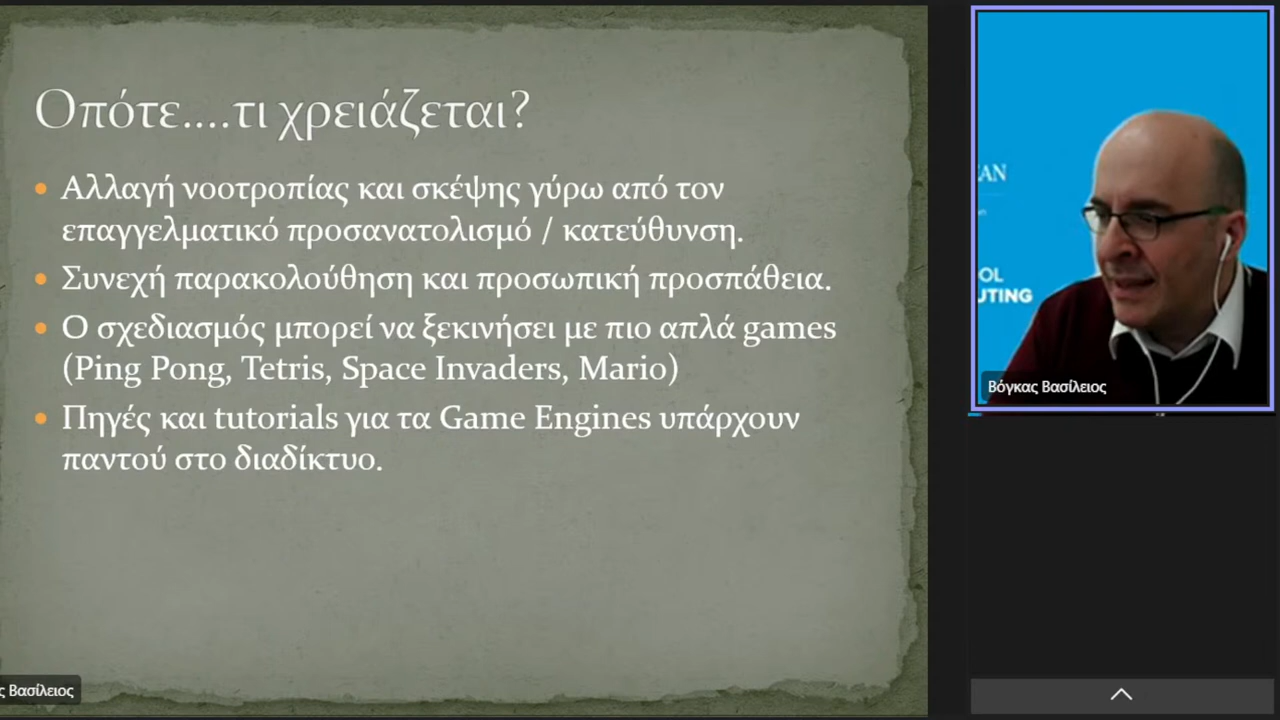 Οπότε....τι χρειάζεται?
• Αλλαγή νοοτροπίας και σκέψης γύρω από τον
επαγγελματικό προσανατολισμό / κατεύθυνση.
• Συνεχή παρακολούθηση και προσωπική προσπάθεια.
• Ο σχεδιασμός μπορεί να ξεκινήσει με πιο απλά games
(Ping Pong, Tetris, Space Invaders, Mario)
• Πηγές και tutorials για τα Game Engines υπάρχουν
παντού στο διαδίκτυο.
ς Βασίλειος
EAN
OL
UTING
Βόγκας Βασίλειος